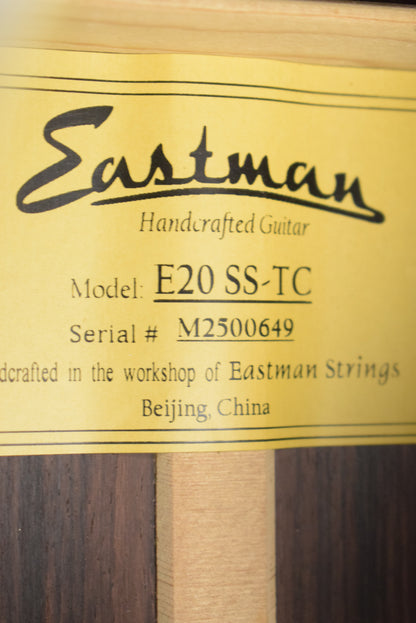 Eastman
Handcrafted Guitar
Model: E20 SS-TC
Serial # M2500649
dcrafted in the workshop of Eastman Strings
Beijing, China